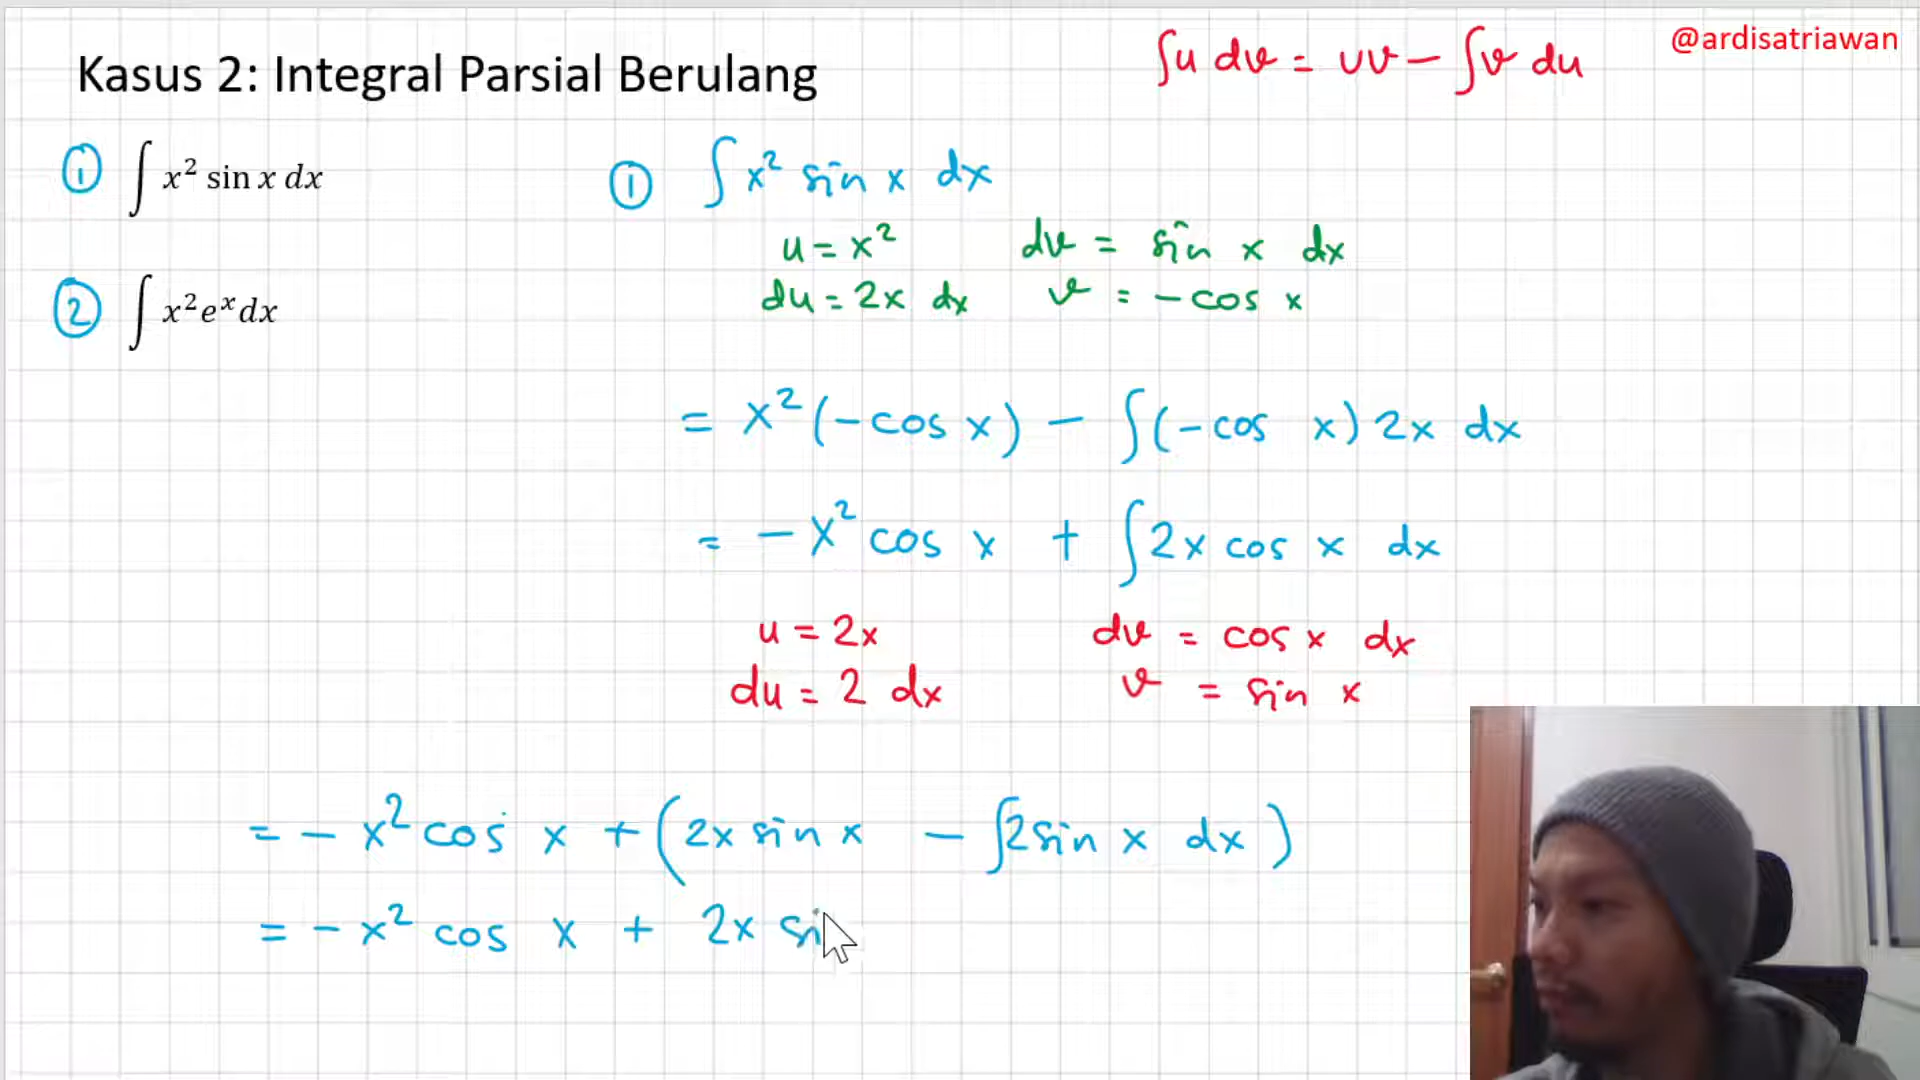 Kasus 2: Integral Parsial Berulang
∫u dv = uv − ∫v du
@ardisatriawan
① ∫ x² sin x dx
② ∫ x²eˣdx
① ∫ x² sin x dx
u = x² dv = sin x dx
du = 2x dx v = − cos x
= x² (− cos x) − ∫(− cos x) 2x dx
= − x² cos x + ∫ 2x cos x dx
u = 2x dv = cos x dx
du = 2 dx v = sin x
= − x² cos x + (2x sin x − ∫2 sin x dx)
= − x² cos x + 2x si